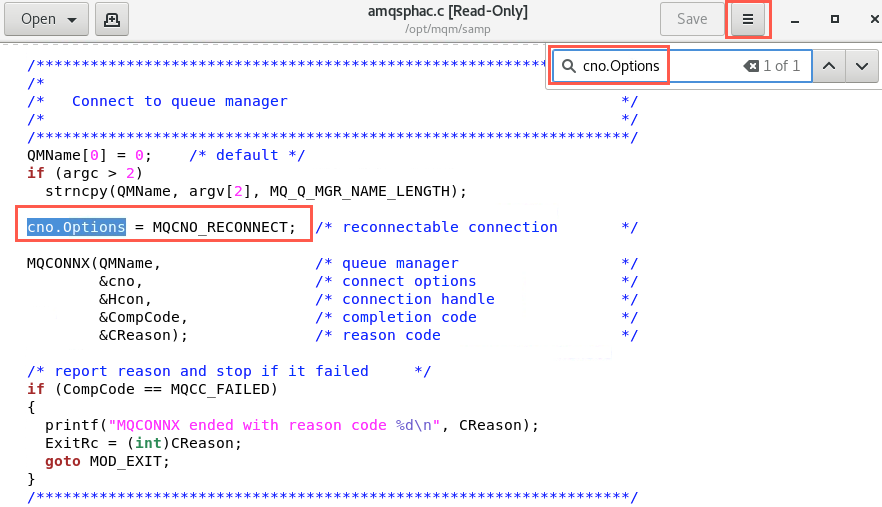 Open
amqsphac.c [Read-Only]
/opt/mqm/samp
Save
cno.Options
1 of 1
/*********************************************************
/*
/*   Connect to queue manager                                     */
/*                                                                */
/******************************************************************/
QMName[0] = 0;    /* default */
if (argc > 2)
  strncpy(QMName, argv[2], MQ_Q_MGR_NAME_LENGTH);
cno.Options = MQCNO_RECONNECT;  /* reconnectable connection       */
MQCONNX(QMName,                 /* queue manager                  */
        &cno,                   /* connect options                */
        &Hcon,                  /* connection handle              */
        &CompCode,              /* completion code                */
        &CReason);              /* reason code                    */
/* report reason and stop if it failed     */
if (CompCode == MQCC_FAILED)
{
  printf("MQCONNX ended with reason code %d\n", CReason);
  ExitRc = (int)CReason;
  goto MOD_EXIT;
}
/******************************************************************/